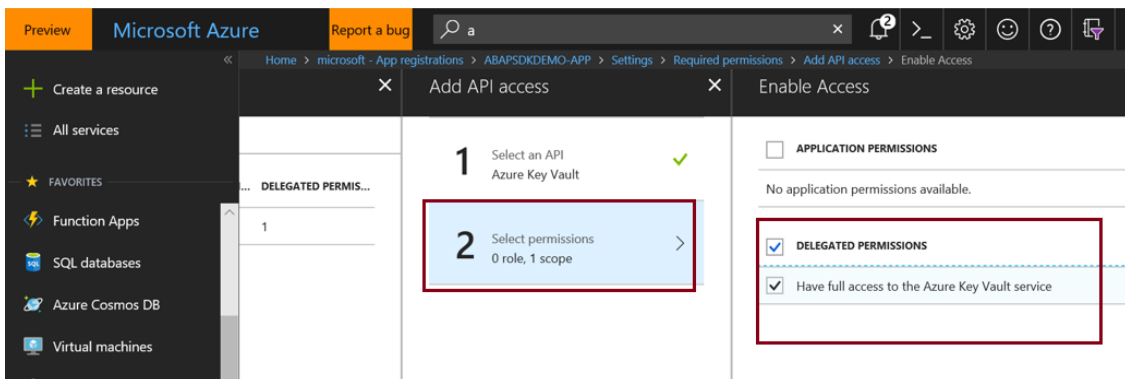 Preview
Microsoft Azure
Report a bug
a
2
Home > microsoft - App registrations > ABAPSDKDEMO-APP > Settings > Required permissions > Add API access > Enable Access
Create a resource
All services
FAVORITES
Function Apps
SQL databases
Azure Cosmos DB
Virtual machines
... DELEGATED PERMIS...
1
Add API access
1
Select an API
Azure Key Vault
2
Select permissions
0 role, 1 scope
Enable Access
APPLICATION PERMISSIONS
No application permissions available.
DELEGATED PERMISSIONS
Have full access to the Azure Key Vault service